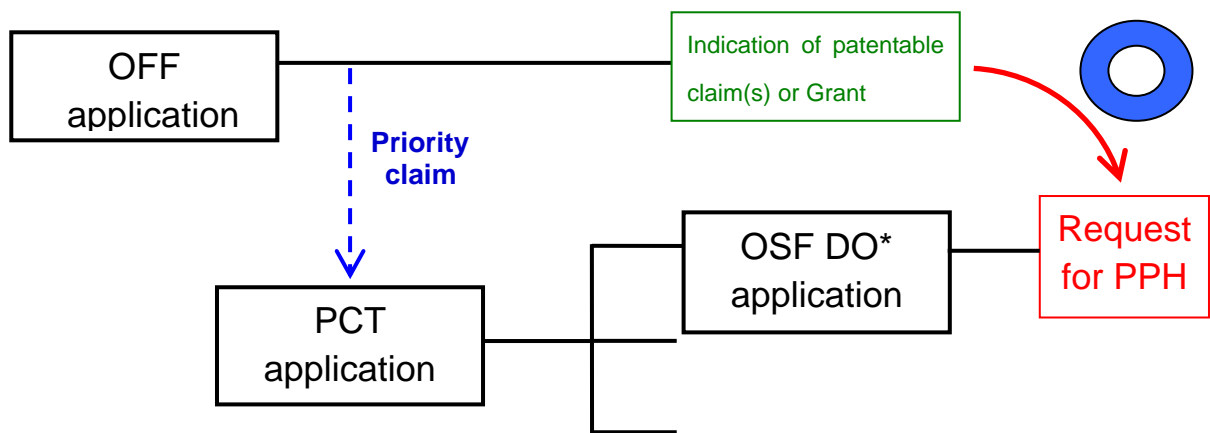 OFF
application
Indication of patentable
claim(s) or Grant
Priority
claim
OSF DO*
application
Request
for PPH
PCT
application